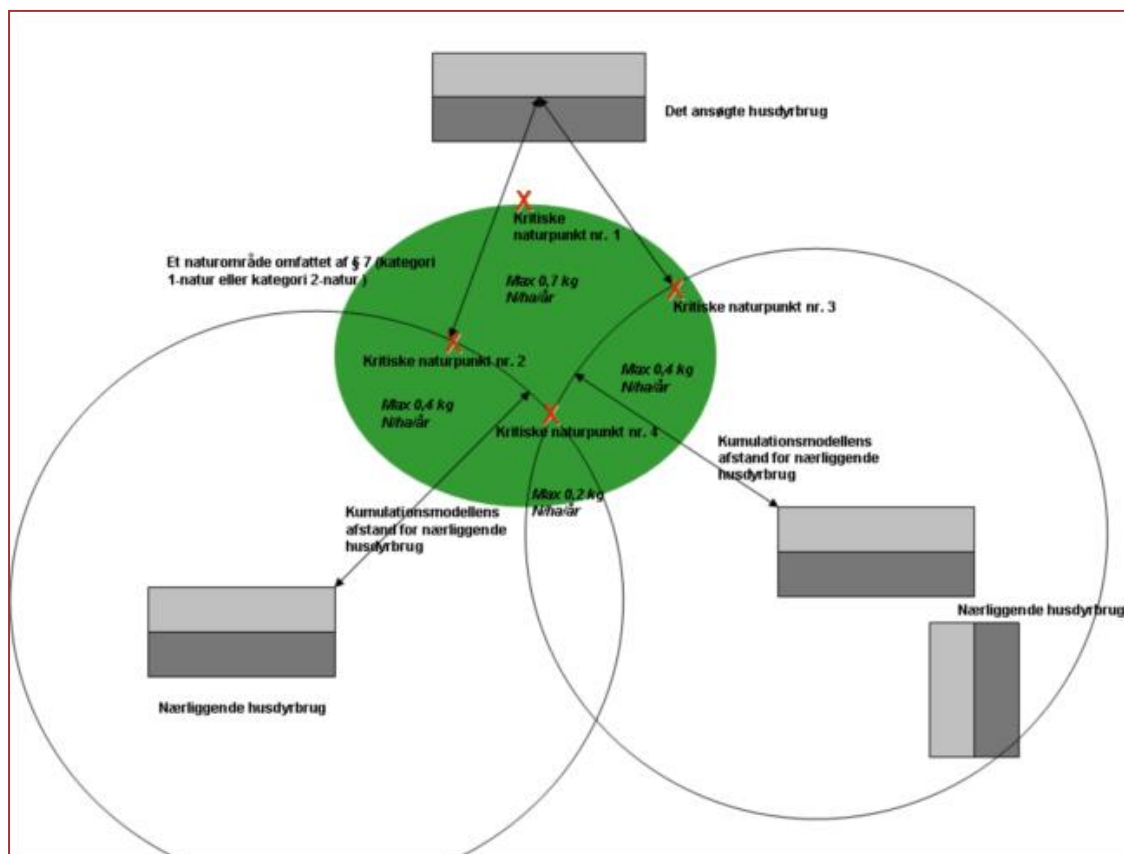 Det ansøgte husdyrbrug
X
Kritiske
naturpunkt nr. 1
Et naturområde omfattet af § 7 (kategori
1-natur eller kategori 2-natur )
Max 0,7 kg
N/ha/år
X
Kritiske naturpunkt nr. 3
X
Kritiske naturpunkt nr. 2
Max 0,4 kg
N/ha/år
Max 0,4 kg
N/ha/år
X
Kritiske naturpunkt nr. 4
Kumulationsmodellens
afstand for nærliggende
husdyrbrug
Max 0,2 kg
N/ha/år
Kumulationsmodellens
afstand for nærliggende
husdyrbrug
Nærliggende husdyrbrug
Nærliggende husdyrbrug